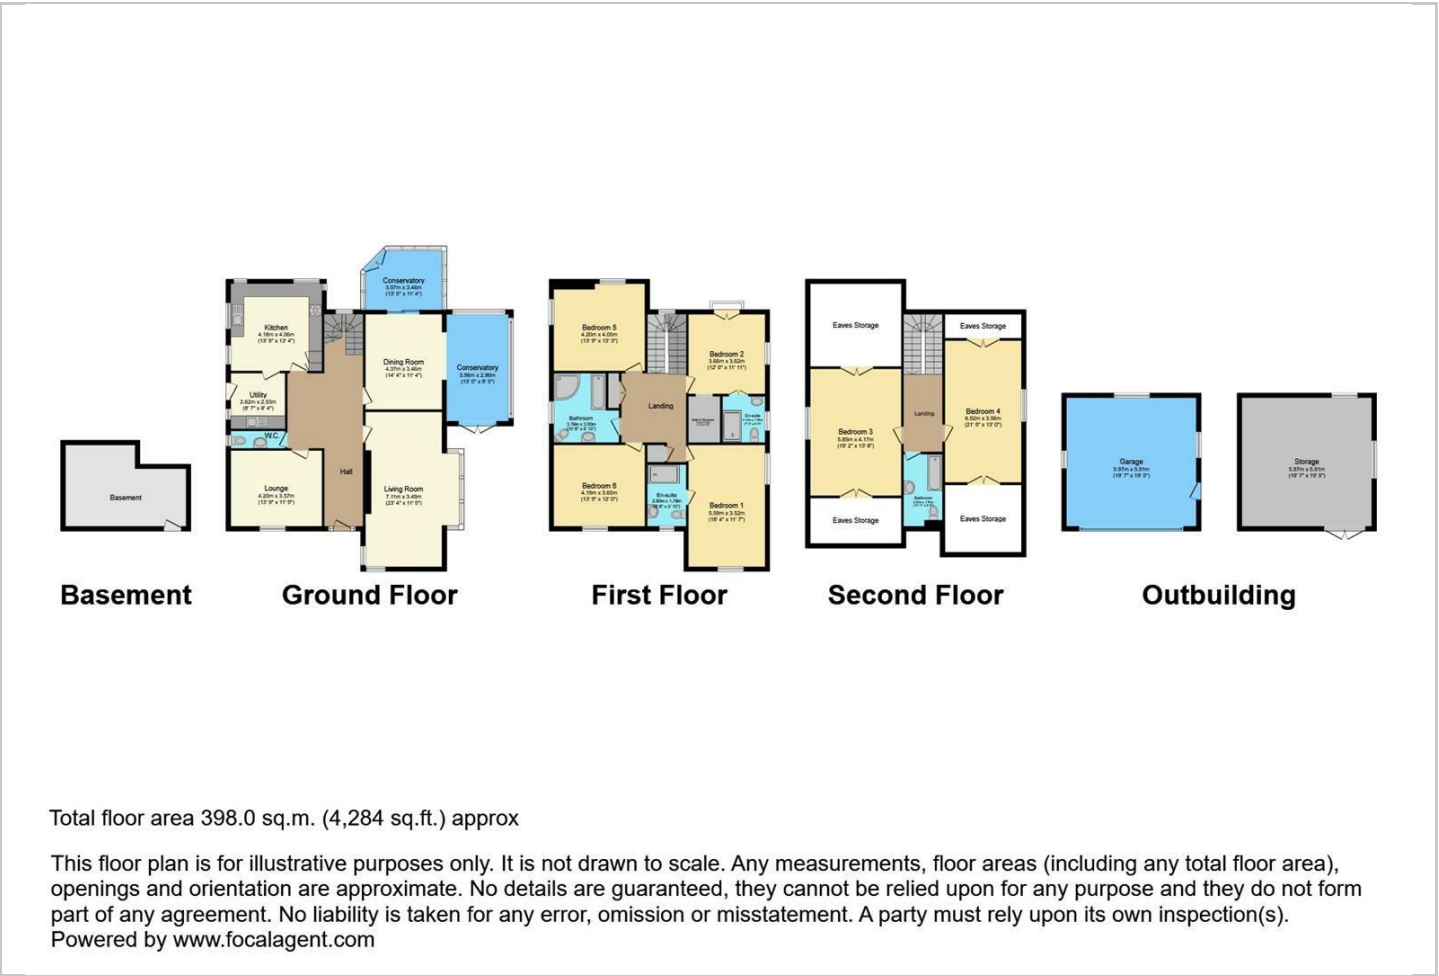 Conservatory
3.97m x 3.46m
(13' 0" x 11' 4")
Kitchen
4.18m x 4.06m
(13' 9" x 13' 4")
Dining Room
4.37m x 3.46m
(14' 4" x 11' 4")
Conservatory
3.96m x 2.86m
(13' 0" x 9' 5")
Utility
2.62m x 2.53m
(8' 7" x 8' 4")
W.C.
Hall
Lounge
4.20m x 3.57m
(13' 9" x 11' 9")
Living Room
7.11m x 3.49m
(23' 4" x 11' 5")
Basement
Bedroom 5
4.20m x 4.05m
(13' 9" x 13' 3")
Bedroom 2
3.66m x 3.62m
(12' 0" x 11' 11")
Landing
Bathroom
En-suite
Bedroom 6
4.19m x 3.65m
(13' 9" x 12' 0")
En-suite
Bedroom 1
5.59m x 3.52m
(18' 4" x 11' 7")
Eaves Storage
Eaves Storage
Bedroom 3
5.85m x 4.17m
(19' 2" x 13' 8")
Landing
Bedroom 4
6.52m x 3.96m
(21' 5" x 13' 0")
Bathroom
Eaves Storage
Eaves Storage
Garage
5.97m x 5.91m
(19' 7" x 19' 5")
Storage
5.97m x 5.91m
(19' 7" x 19' 5")
Basement
Ground Floor
First Floor
Second Floor
Outbuilding
Total floor area 398.0 sq.m. (4,284 sq.ft.) approx
This floor plan is for illustrative purposes only. It is not drawn to scale. Any measurements, floor areas (including any total floor area),
openings and orientation are approximate. No details are guaranteed, they cannot be relied upon for any purpose and they do not form
part of any agreement. No liability is taken for any error, omission or misstatement. A party must rely upon its own inspection(s).
Powered by www.focalagent.com